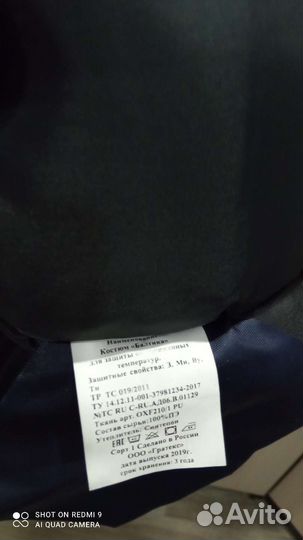 Костюм «Балтика»
для защиты от пониженных
температур.
Защитные свойства: З, Ми, Ву,
Тн
ТР ТС 019/2011
ТУ 14.12.11-001-37981234-2017
№ТС RU C-RU.АЮ6.В.01129
Ткань арт. OXF210/1 PU
Состав сырья:100%ПЭ
Утеплитель: Синтепон
Сорт 1 Сделано в России
ООО «Гратекс»
дата выпуска 2019г.
срок хранения: 3 года
SHOT ON REDMI 9
AI QUAD CAMERA
Avito